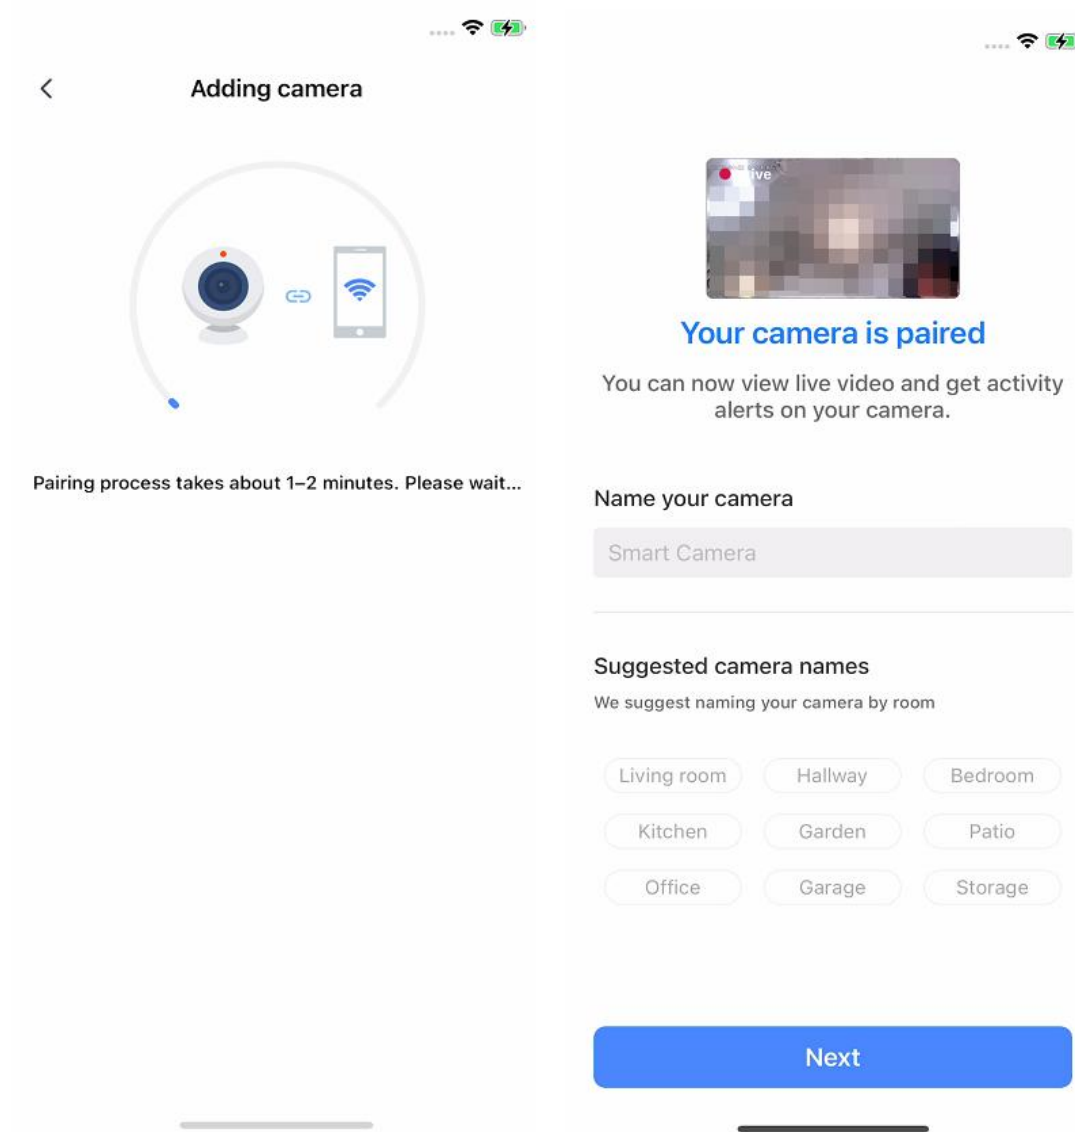 Adding camera
Pairing process takes about 1–2 minutes. Please wait...
Your camera is paired
You can now view live video and get activity
alerts on your camera.
Name your camera
Smart Camera
Suggested camera names
We suggest naming your camera by room
Living room
Hallway
Bedroom
Kitchen
Garden
Patio
Office
Garage
Storage
Next